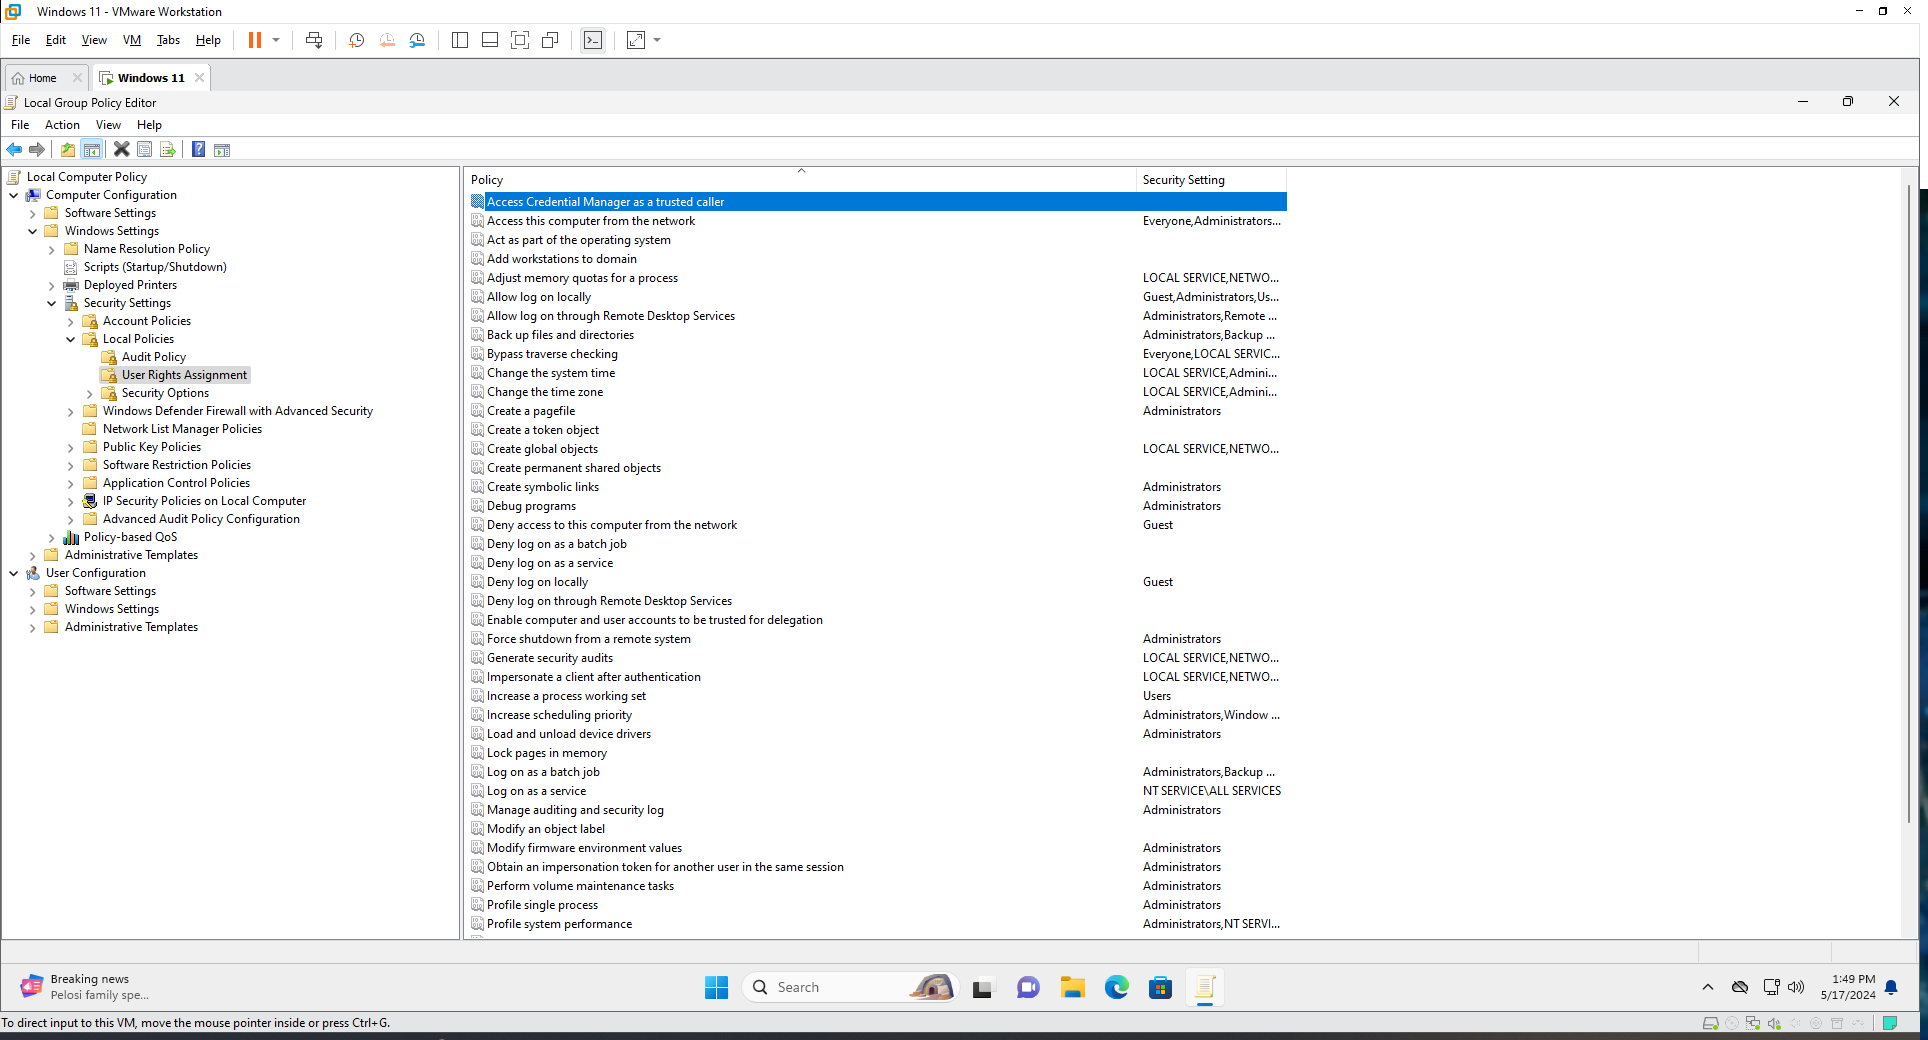 Windows 11 - VMware Workstation
File Edit View VM Tabs Help
Home Windows 11
Local Group Policy Editor
File Action View Help
Local Computer Policy
Computer Configuration
Software Settings
Windows Settings
Name Resolution Policy
Scripts (Startup/Shutdown)
Deployed Printers
Security Settings
Account Policies
Local Policies
Audit Policy
User Rights Assignment
Security Options
Windows Defender Firewall with Advanced Security
Network List Manager Policies
Public Key Policies
Software Restriction Policies
Application Control Policies
IP Security Policies on Local Computer
Advanced Audit Policy Configuration
Policy-based QoS
Administrative Templates
User Configuration
Software Settings
Windows Settings
Administrative Templates
Policy Security Setting
Access Credential Manager as a trusted caller
Access this computer from the network Everyone,Administrators...
Act as part of the operating system
Add workstations to domain
Adjust memory quotas for a process LOCAL SERVICE,NETWO...
Allow log on locally Guest,Administrators,Us...
Allow log on through Remote Desktop Services Administrators,Remote ...
Back up files and directories Administrators,Backup ...
Bypass traverse checking Everyone,LOCAL SERVIC...
Change the system time LOCAL SERVICE,Admini...
Change the time zone LOCAL SERVICE,Admini...
Create a pagefile Administrators
Create a token object
Create global objects LOCAL SERVICE,NETWO...
Create permanent shared objects
Create symbolic links Administrators
Debug programs Administrators
Deny access to this computer from the network Guest
Deny log on as a batch job
Deny log on as a service
Deny log on locally Guest
Deny log on through Remote Desktop Services
Enable computer and user accounts to be trusted for delegation
Force shutdown from a remote system Administrators
Generate security audits LOCAL SERVICE,NETWO...
Impersonate a client after authentication LOCAL SERVICE,NETWO...
Increase a process working set Users
Increase scheduling priority Administrators,Window ...
Load and unload device drivers Administrators
Lock pages in memory
Log on as a batch job Administrators,Backup ...
Log on as a service NT SERVICE\ALL SERVICES
Manage auditing and security log Administrators
Modify an object label
Modify firmware environment values Administrators
Obtain an impersonation token for another user in the same session Administrators
Perform volume maintenance tasks Administrators
Profile single process Administrators
Profile system performance Administrators,NT SERVI...
Breaking news
Pelosi family spe...
Search
1:49 PM
5/17/2024
To direct input to this VM, move the mouse pointer inside or press Ctrl+G.